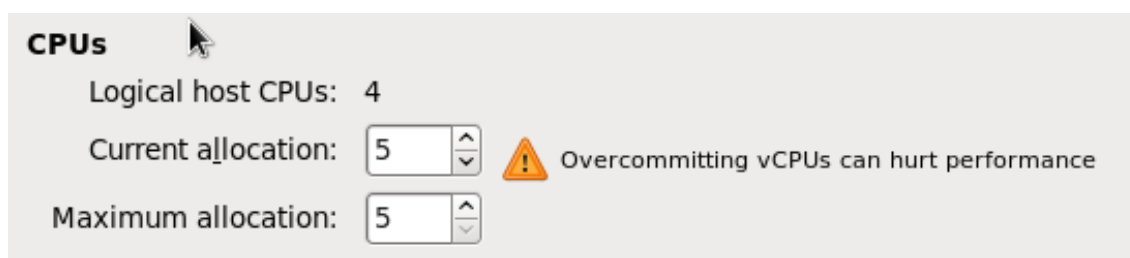 CPUs
Logical host CPUs: 4
Current allocation: 5 Overcommitting vCPUs can hurt performance
Maximum allocation: 5